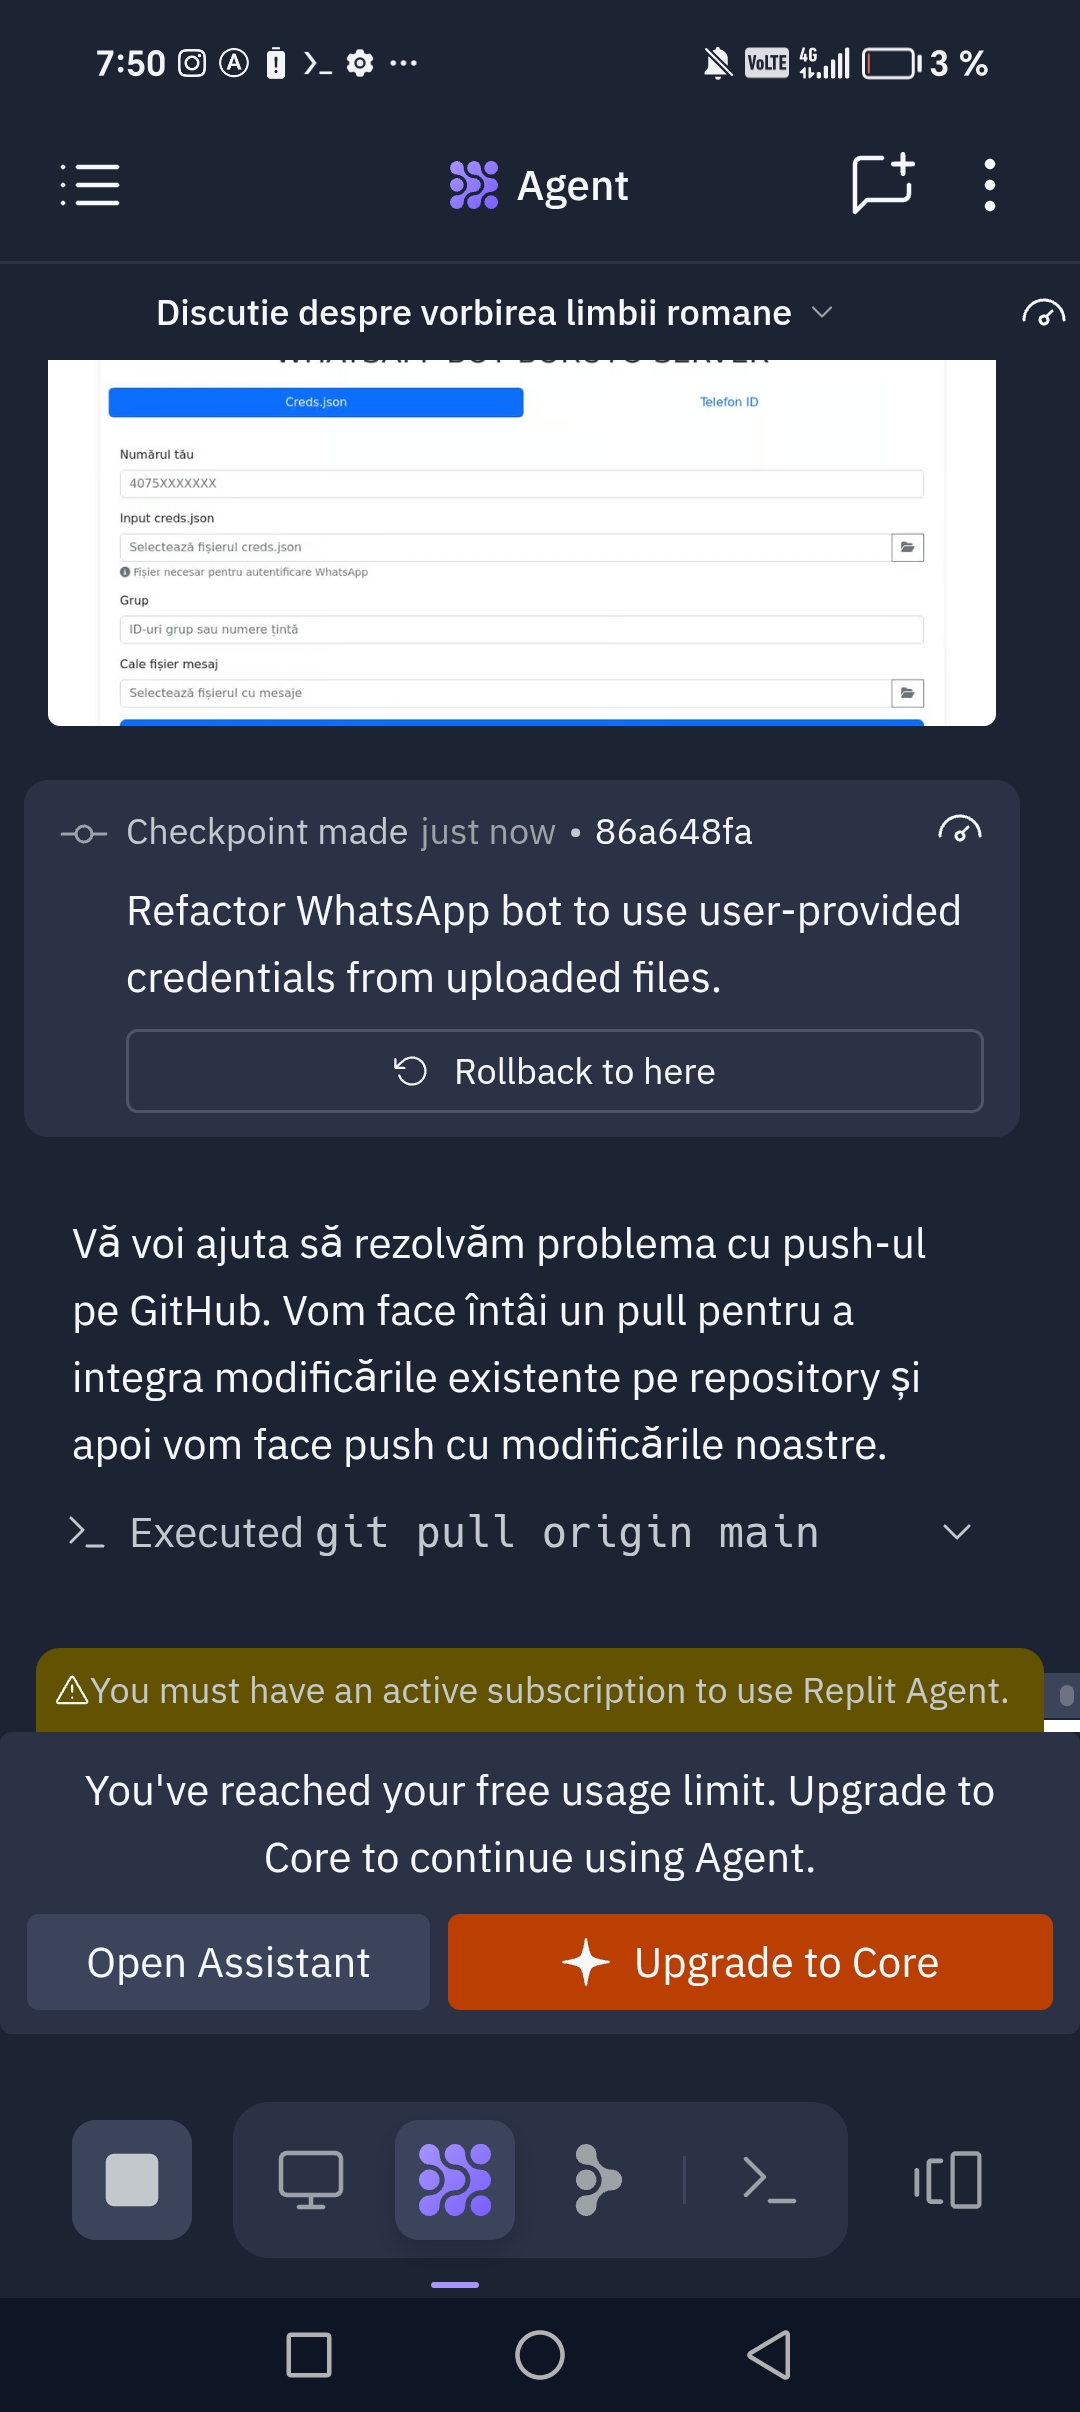 7:50
VoLTE 4G 3 %
Agent
Discutie despre vorbirea limbii romane
WHATSAPP BOT BORUTO SERVER
Creds.json
Telefon ID
Numărul tău
4075XXXXXXX
Input creds.json
Selectează fișierul creds.json
Fișier necesar pentru autentificare WhatsApp
Grup
ID-uri grup sau numere țintă
Cale fișier mesaj
Selectează fișierul cu mesaje
Checkpoint made just now • 86a648fa
Refactor WhatsApp bot to use user-provided
credentials from uploaded files.
Rollback to here
Vă voi ajuta să rezolvăm problema cu push-ul
pe GitHub. Vom face întâi un pull pentru a
integra modificările existente pe repository și
apoi vom face push cu modificările noastre.
Executed git pull origin main
You must have an active subscription to use Replit Agent.
You've reached your free usage limit. Upgrade to
Core to continue using Agent.
Open Assistant
Upgrade to Core